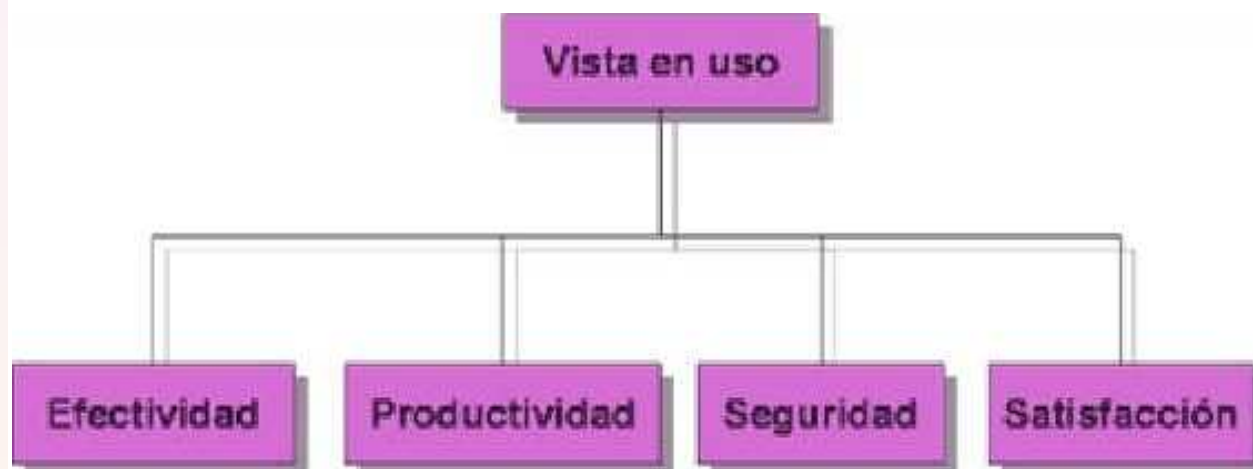 Vista en uso
Efectividad
Productividad
Seguridad
Satisfacción